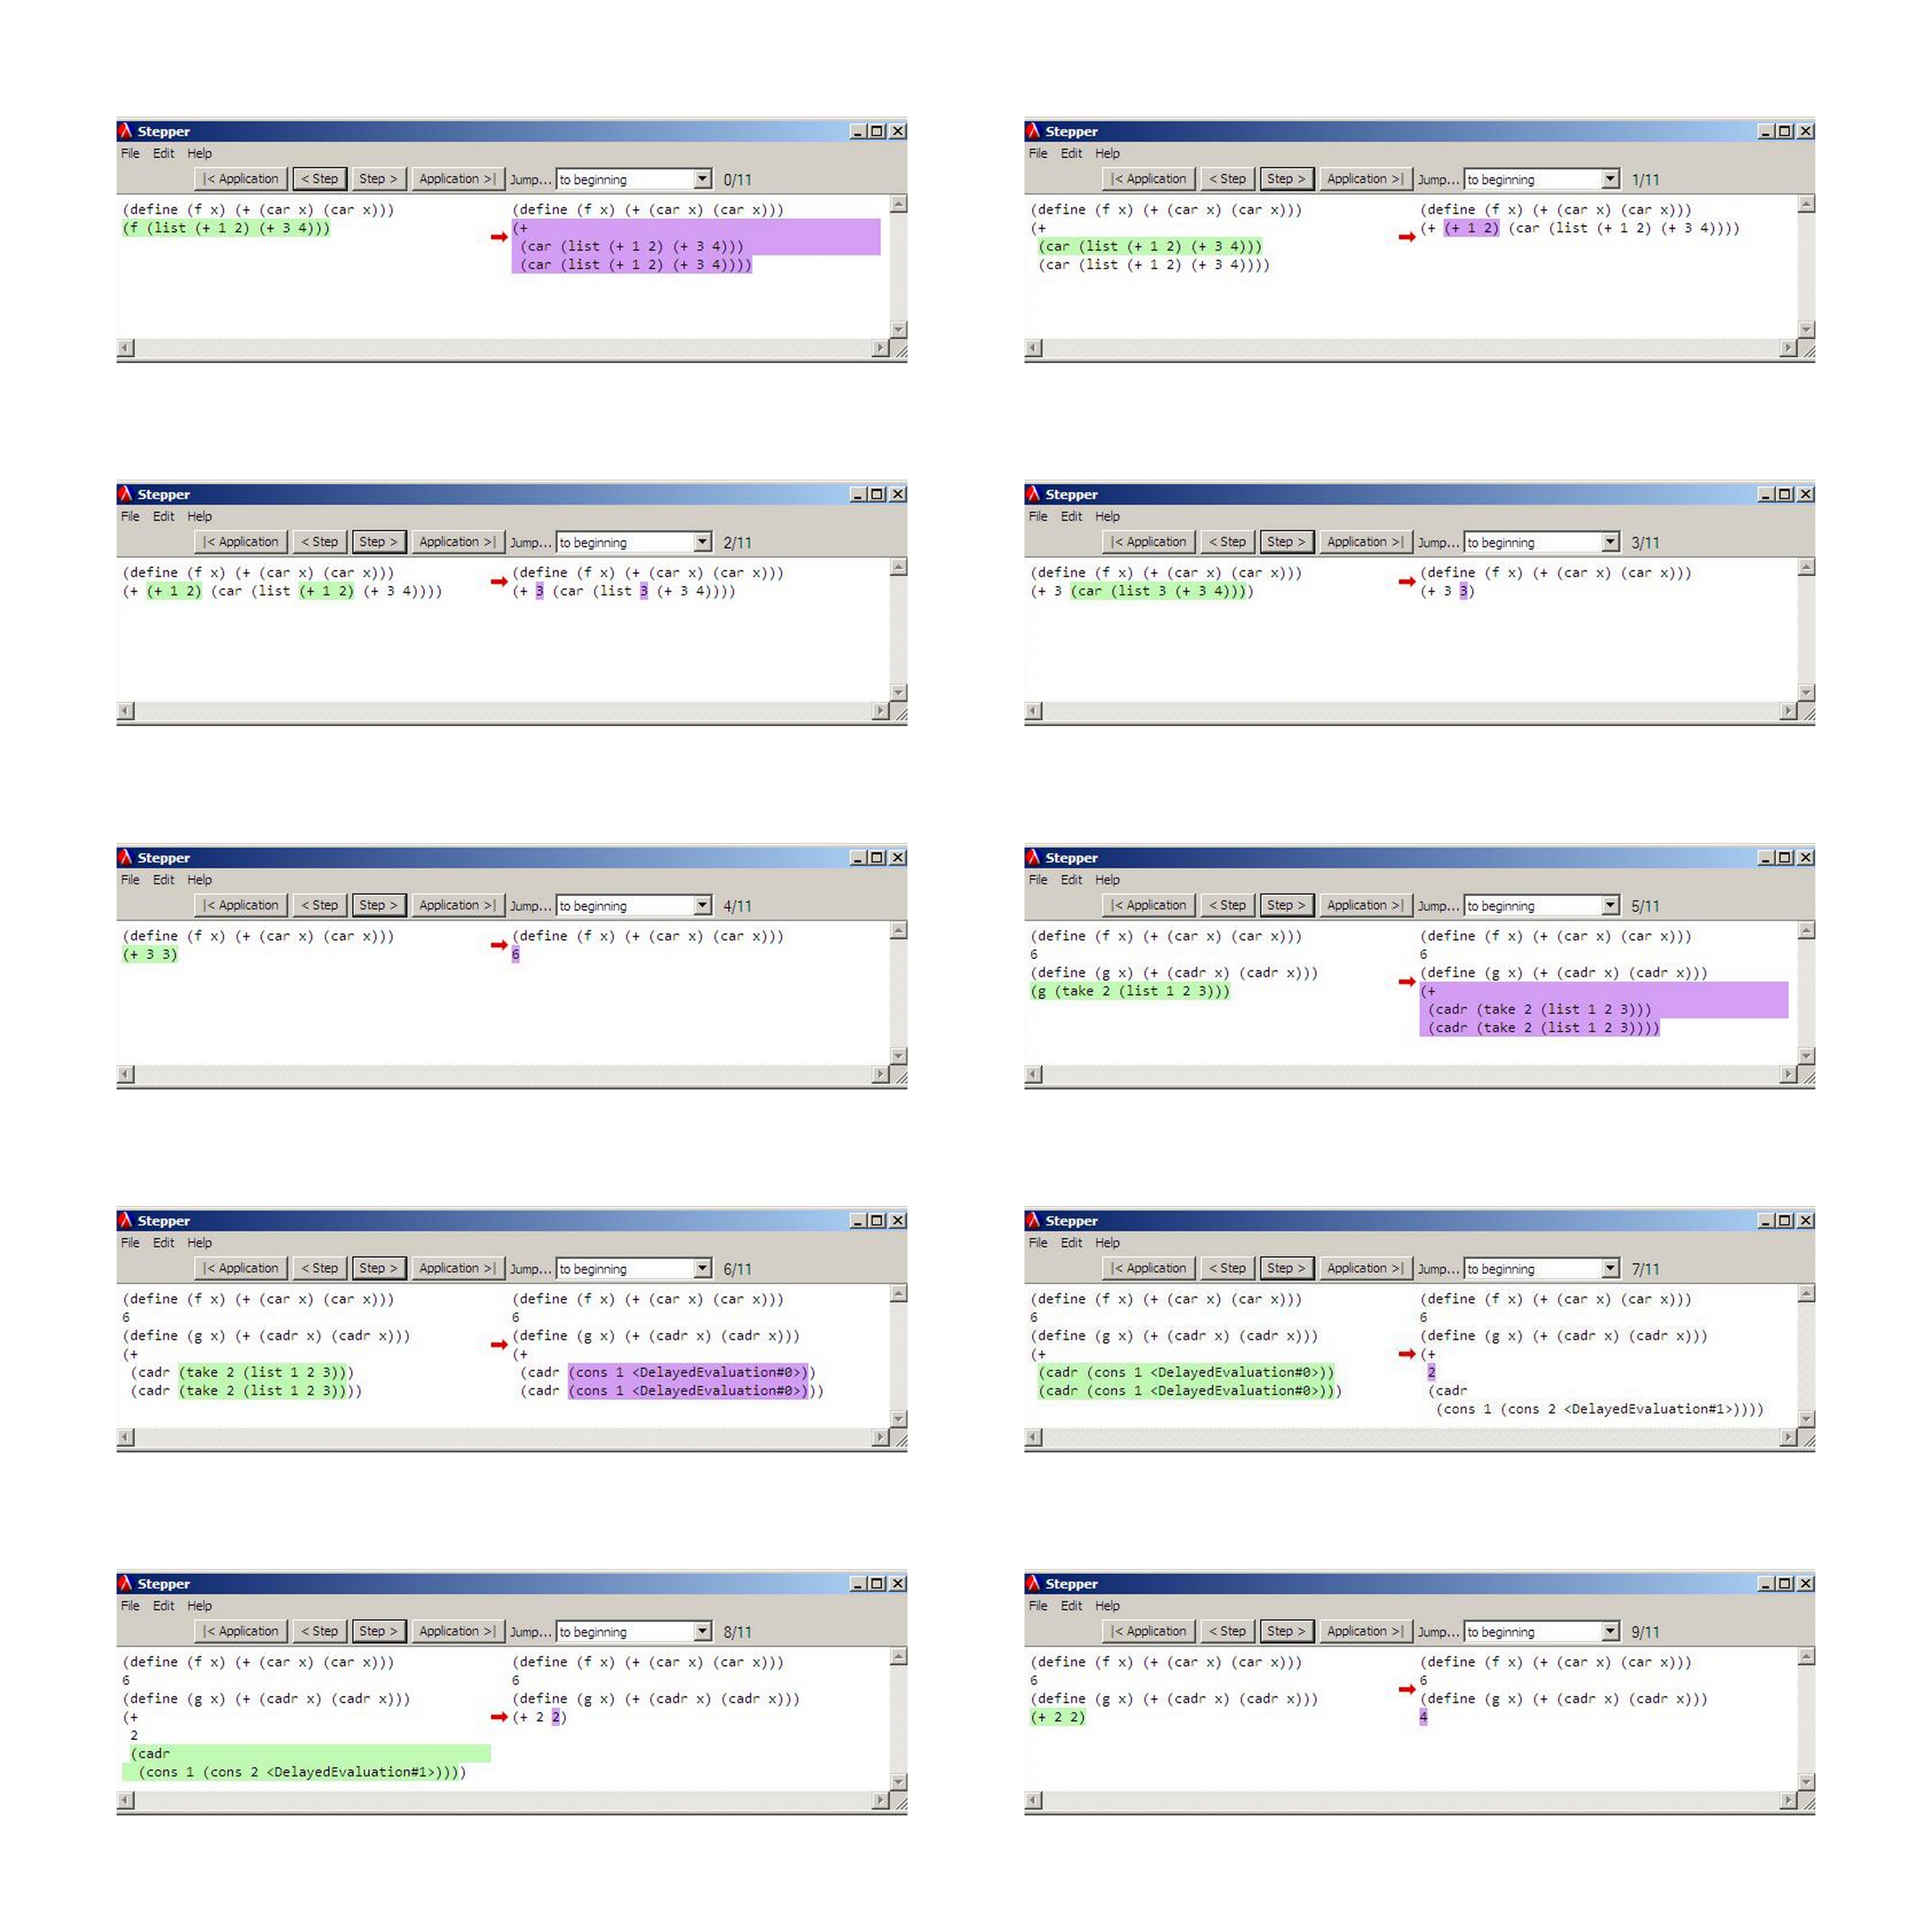 Stepper
File Edit Help
|< Application < Step Step > Application >| Jump... to beginning 0/11
(define (f x) (+ (car x) (car x)))
(f (list (+ 1 2) (+ 3 4)))
(define (f x) (+ (car x) (car x)))
(+
(car (list (+ 1 2) (+ 3 4)))
(car (list (+ 1 2) (+ 3 4))))
Stepper
File Edit Help
|< Application < Step Step > Application >| Jump... to beginning 1/11
(define (f x) (+ (car x) (car x)))
(+
(car (list (+ 1 2) (+ 3 4)))
(car (list (+ 1 2) (+ 3 4))))
(define (f x) (+ (car x) (car x)))
(+ (+ 1 2) (car (list (+ 1 2) (+ 3 4))))
Stepper
File Edit Help
|< Application < Step Step > Application >| Jump... to beginning 2/11
(define (f x) (+ (car x) (car x)))
(+ (+ 1 2) (car (list (+ 1 2) (+ 3 4))))
(define (f x) (+ (car x) (car x)))
(+ 3 (car (list 3 (+ 3 4))))
Stepper
File Edit Help
|< Application < Step Step > Application >| Jump... to beginning 3/11
(define (f x) (+ (car x) (car x)))
(+ 3 (car (list 3 (+ 3 4))))
(define (f x) (+ (car x) (car x)))
(+ 3 3)
Stepper
File Edit Help
|< Application < Step Step > Application >| Jump... to beginning 4/11
(define (f x) (+ (car x) (car x)))
(+ 3 3)
(define (f x) (+ (car x) (car x)))
6
Stepper
File Edit Help
|< Application < Step Step > Application >| Jump... to beginning 5/11
(define (f x) (+ (car x) (car x)))
6
(define (g x) (+ (cadr x) (cadr x)))
(g (take 2 (list 1 2 3)))
(define (f x) (+ (car x) (car x)))
6
(define (g x) (+ (cadr x) (cadr x)))
(+
(cadr (take 2 (list 1 2 3)))
(cadr (take 2 (list 1 2 3))))
Stepper
File Edit Help
|< Application < Step Step > Application >| Jump... to beginning 6/11
(define (f x) (+ (car x) (car x)))
6
(define (g x) (+ (cadr x) (cadr x)))
(+
(cadr (take 2 (list 1 2 3)))
(cadr (take 2 (list 1 2 3))))
(define (f x) (+ (car x) (car x)))
6
(define (g x) (+ (cadr x) (cadr x)))
(+
(cadr (cons 1 <DelayedEvaluation#0>))
(cadr (cons 1 <DelayedEvaluation#0>)))
Stepper
File Edit Help
|< Application < Step Step > Application >| Jump... to beginning 7/11
(define (f x) (+ (car x) (car x)))
6
(define (g x) (+ (cadr x) (cadr x)))
(+
(cadr (cons 1 <DelayedEvaluation#0>))
(cadr (cons 1 <DelayedEvaluation#0>)))
(define (f x) (+ (car x) (car x)))
6
(define (g x) (+ (cadr x) (cadr x)))
(+
2
(cadr
(cons 1 (cons 2 <DelayedEvaluation#1>))))
Stepper
File Edit Help
|< Application < Step Step > Application >| Jump... to beginning 8/11
(define (f x) (+ (car x) (car x)))
6
(define (g x) (+ (cadr x) (cadr x)))
(+
2
(cadr
(cons 1 (cons 2 <DelayedEvaluation#1>))))
(define (f x) (+ (car x) (car x)))
6
(define (g x) (+ (cadr x) (cadr x)))
(+ 2 2)
Stepper
File Edit Help
|< Application < Step Step > Application >| Jump... to beginning 9/11
(define (f x) (+ (car x) (car x)))
6
(define (g x) (+ (cadr x) (cadr x)))
(+ 2 2)
(define (f x) (+ (car x) (car x)))
6
(define (g x) (+ (cadr x) (cadr x)))
4